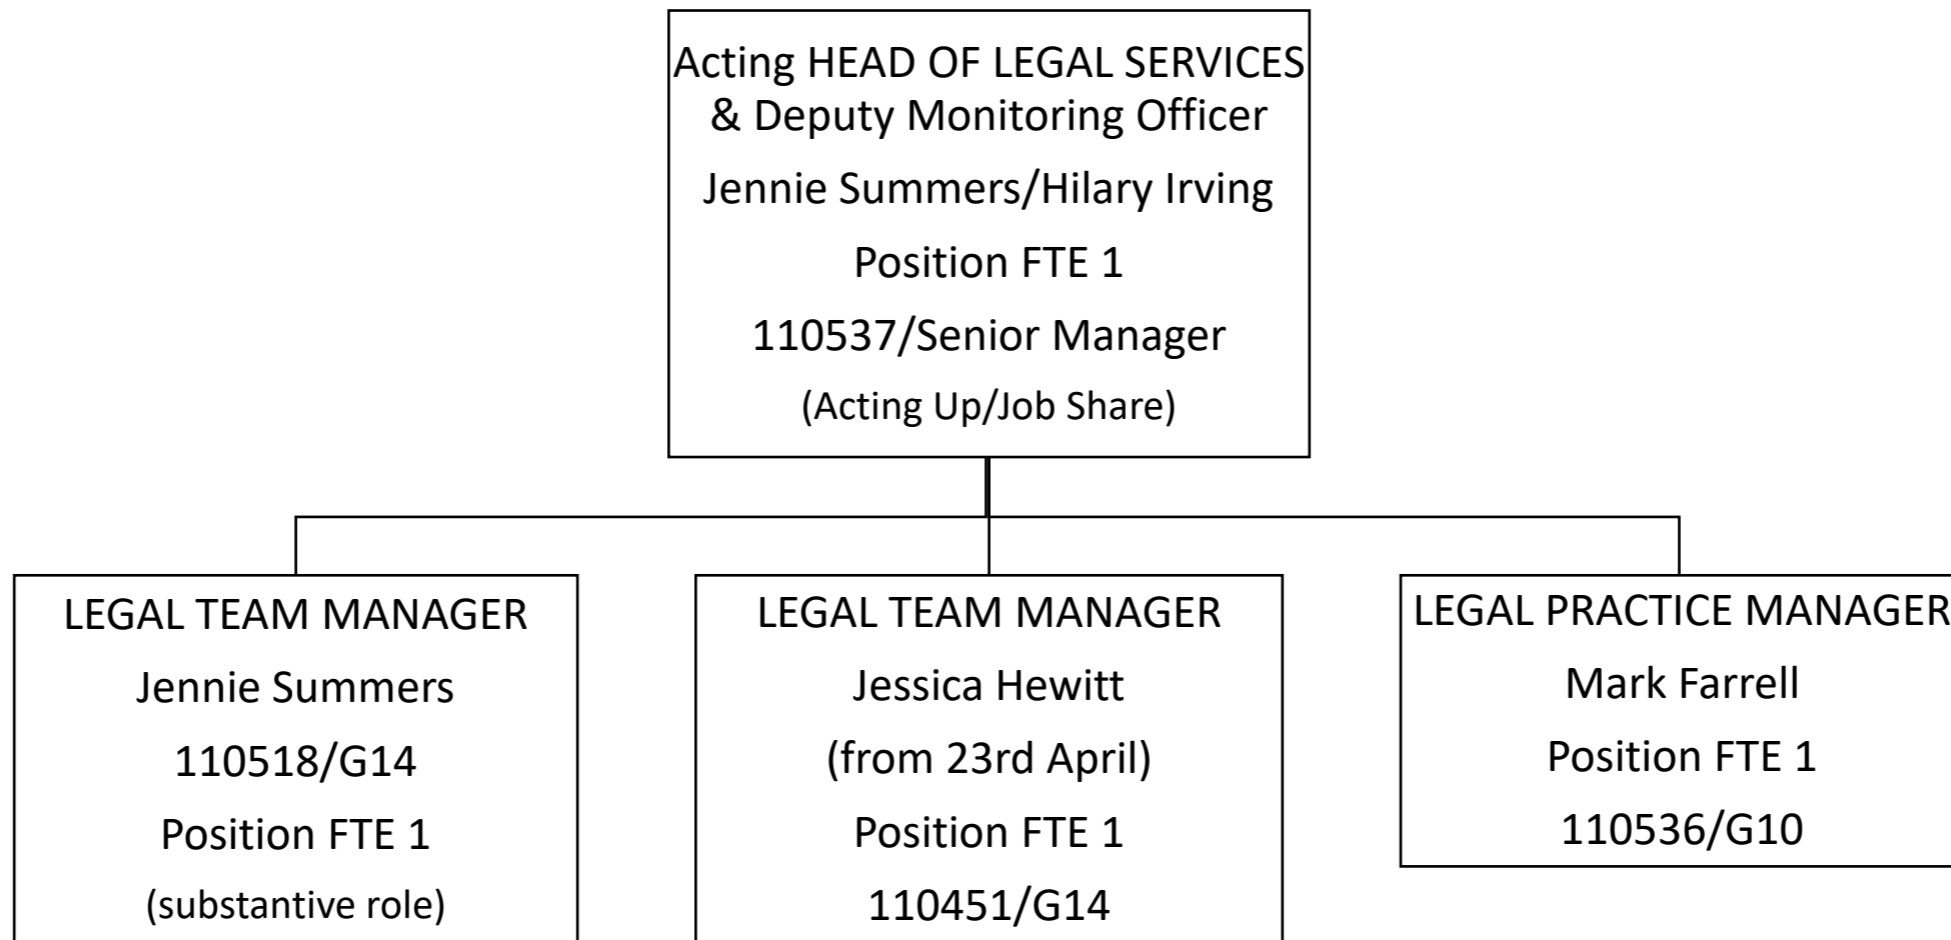 Acting HEAD OF LEGAL SERVICES
& Deputy Monitoring Officer
Jennie Summers/Hilary Irving
Position FTE 1
110537/Senior Manager
(Acting Up/Job Share)
LEGAL TEAM MANAGER
Jennie Summers
110518/G14
Position FTE 1
(substantive role)
LEGAL TEAM MANAGER
Jessica Hewitt
(from 23rd April)
Position FTE 1
110451/G14
LEGAL PRACTICE MANAGER
Mark Farrell
Position FTE 1
110536/G10